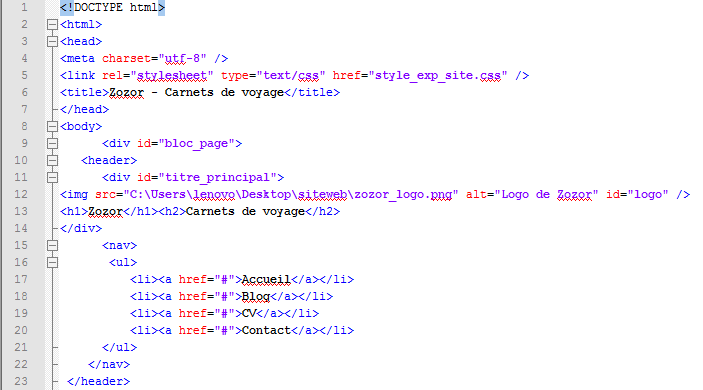 1 <!DOCTYPE html>
2 <html>
3 <head>
4 <meta charset="utf-8" />
5 <link rel="stylesheet" type="text/css" href="style_exp_site.css" />
6 <title>Zozor - Carnets de voyage</title>
7 </head>
8 <body>
9 <div id="bloc_page">
10 <header>
11 <div id="titre_principal">
12 <img src="C:\Users\lenovo\Desktop\siteweb\zozor_logo.png" alt="Logo de Zozor" id="logo" />
13 <h1>Zozor</h1><h2>Carnets de voyage</h2>
14 </div>
15 <nav>
16 <ul>
17 <li><a href="#">Accueil</a></li>
18 <li><a href="#">Blog</a></li>
19 <li><a href="#">CV</a></li>
20 <li><a href="#">Contact</a></li>
21 </ul>
22 </nav>
23 </header>